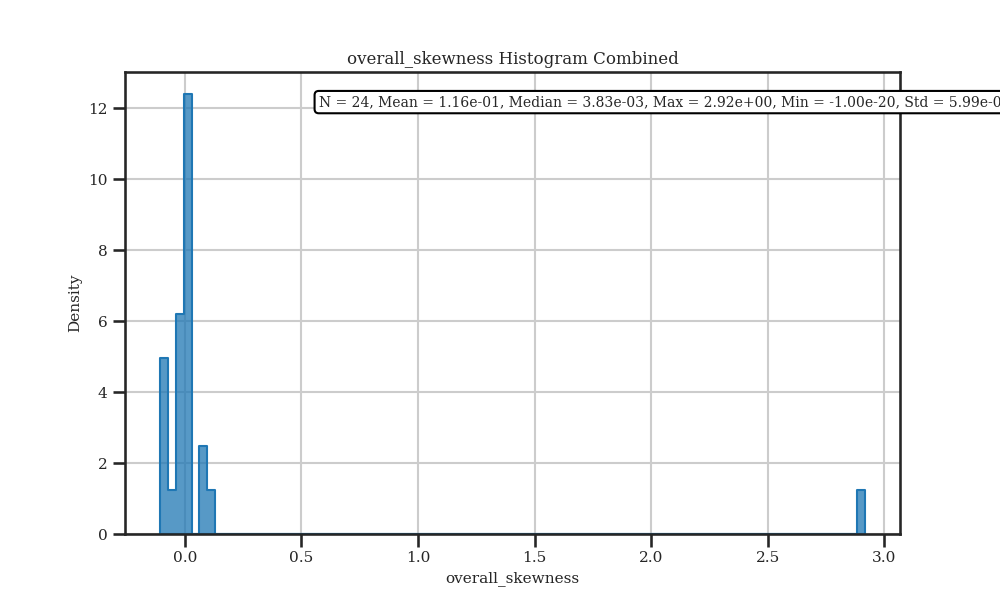 overall_skewness Histogram Combined
N = 24, Mean = 1.16e-01, Median = 3.83e-03, Max = 2.92e+00, Min = -1.00e-20, Std = 5.99e-0
12
10
8
6
4
2
0
Density
0.0 0.5 1.0 1.5 2.0 2.5 3.0
overall_skewness